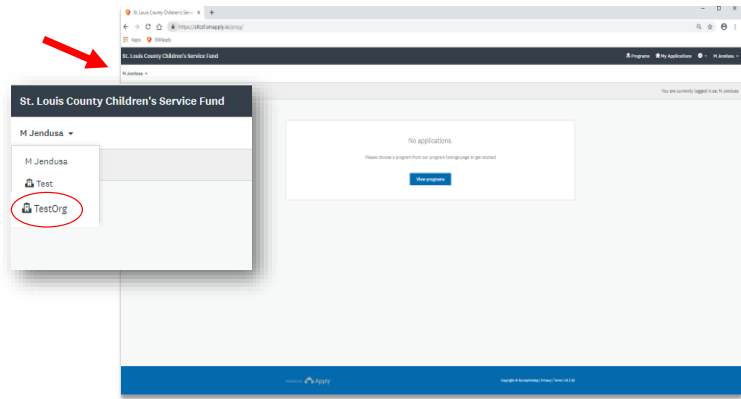 St. Louis County Children's Servi x +
https://stlcsf.smapply.io/prog/
Apps SMApply
St. Louis County Children's Service Fund
Programs My Applications M Jendusa
M Jendusa
You are currently logged in as: M Jendusa
St. Louis County Children's Service Fund
M Jendusa
M Jendusa
Test
TestOrg
No applications.
Please choose a program from our program listings page to get started
View programs
Apply